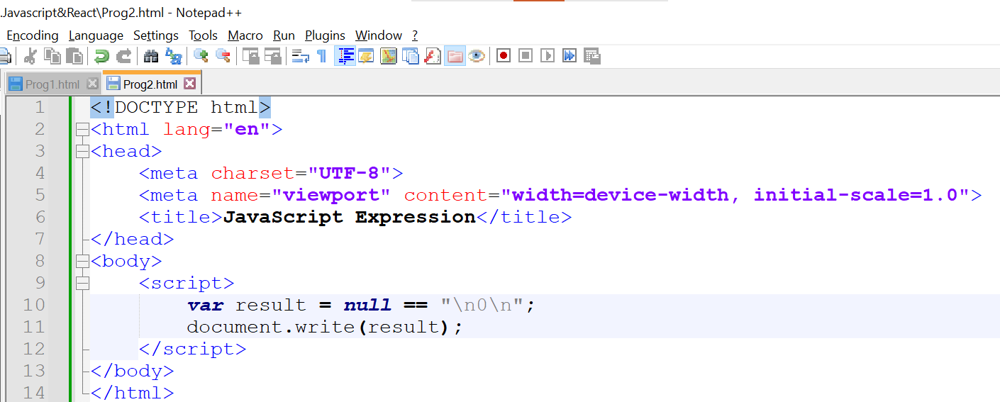 .Javascript&React\Prog2.html - Notepad++
Encoding Language Settings Tools Macro Run Plugins Window ?
Prog1.html Prog2.html
1 <!DOCTYPE html>
2 <html lang="en">
3 <head>
4 <meta charset="UTF-8">
5 <meta name="viewport" content="width=device-width, initial-scale=1.0">
6 <title>JavaScript Expression</title>
7 </head>
8 <body>
9 <script>
10 var result = null == "\n0\n";
11 document.write(result);
12 </script>
13 </body>
14 </html>